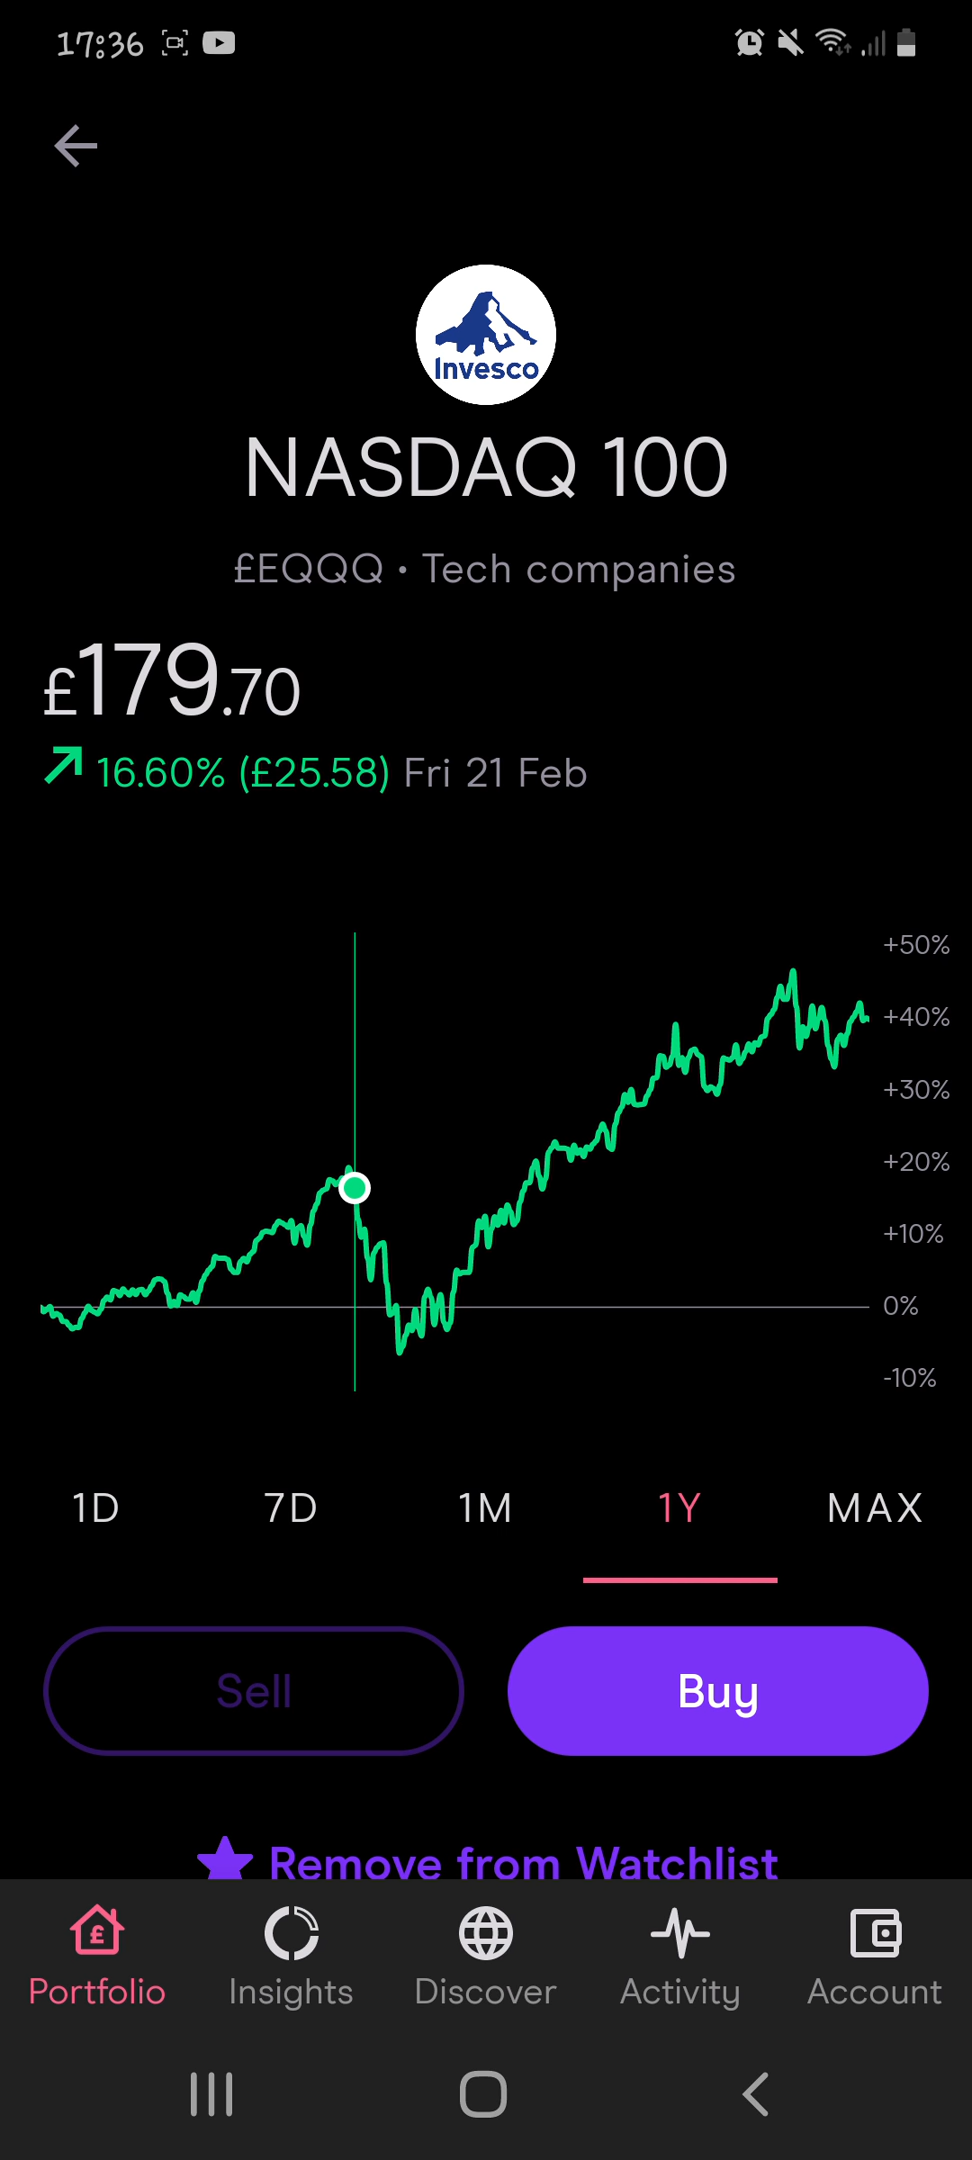 17:36
Invesco
NASDAQ 100
£EQQQ • Tech companies
£179.70
16.60% (£25.58) Fri 21 Feb
+50%
+40%
+30%
+20%
+10%
0%
-10%
1D 7D 1M 1Y MAX
Sell Buy
Remove from Watchlist
£
Portfolio Insights Discover Activity Account